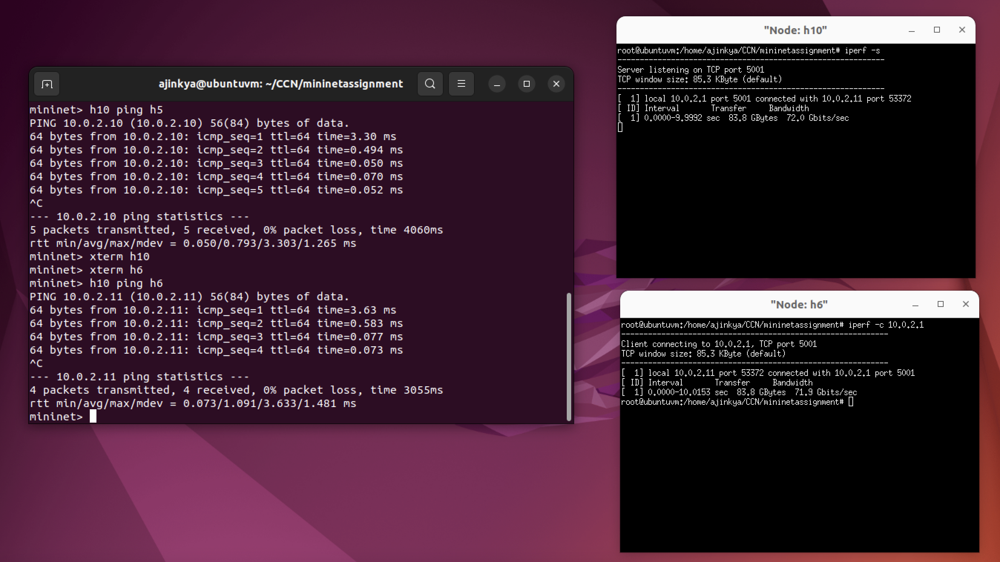 ajinkya@ubuntuvm: ~/CCN/mininetassignment
mininet> h10 ping h5
PING 10.0.2.10 (10.0.2.10) 56(84) bytes of data.
64 bytes from 10.0.2.10: icmp_seq=1 ttl=64 time=3.30 ms
64 bytes from 10.0.2.10: icmp_seq=2 ttl=64 time=0.494 ms
64 bytes from 10.0.2.10: icmp_seq=3 ttl=64 time=0.050 ms
64 bytes from 10.0.2.10: icmp_seq=4 ttl=64 time=0.070 ms
64 bytes from 10.0.2.10: icmp_seq=5 ttl=64 time=0.052 ms
^C
--- 10.0.2.10 ping statistics ---
5 packets transmitted, 5 received, 0% packet loss, time 4060ms
rtt min/avg/max/mdev = 0.050/0.793/3.303/1.265 ms
mininet> xterm h10
mininet> xterm h6
mininet> h10 ping h6
PING 10.0.2.11 (10.0.2.11) 56(84) bytes of data.
64 bytes from 10.0.2.11: icmp_seq=1 ttl=64 time=3.63 ms
64 bytes from 10.0.2.11: icmp_seq=2 ttl=64 time=0.583 ms
64 bytes from 10.0.2.11: icmp_seq=3 ttl=64 time=0.077 ms
64 bytes from 10.0.2.11: icmp_seq=4 ttl=64 time=0.073 ms
^C
--- 10.0.2.11 ping statistics ---
4 packets transmitted, 4 received, 0% packet loss, time 3055ms
rtt min/avg/max/mdev = 0.073/1.091/3.633/1.481 ms
mininet>
"Node: h10"
root@ubuntuvm:/home/ajinkya/CCN/mininetassignment# iperf -s
------------------------------------------------------------
Server listening on TCP port 5001
TCP window size: 85.3 KByte (default)
------------------------------------------------------------
[  1] local 10.0.2.1 port 5001 connected with 10.0.2.11 port 53372
[ ID] Interval       Transfer     Bandwidth
[  1] 0.0000-9.9992 sec  83.8 GBytes  72.0 Gbits/sec
"Node: h6"
root@ubuntuvm:/home/ajinkya/CCN/mininetassignment# iperf -c 10.0.2.1
------------------------------------------------------------
Client connecting to 10.0.2.1, TCP port 5001
TCP window size: 85.3 KByte (default)
------------------------------------------------------------
[  1] local 10.0.2.11 port 53372 connected with 10.0.2.1 port 5001
[ ID] Interval       Transfer     Bandwidth
[  1] 0.0000-10.0153 sec  83.8 GBytes  71.9 Gbits/sec
root@ubuntuvm:/home/ajinkya/CCN/mininetassignment#